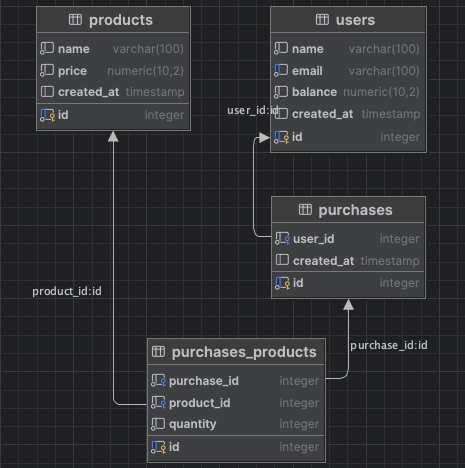 products
name varchar(100)
price numeric(10,2)
created_at timestamp
id integer
users
name varchar(100)
email varchar(100)
balance numeric(10,2)
created_at timestamp
id integer
user_id:id
purchases
user_id integer
created_at timestamp
id integer
product_id:id
purchase_id:id
purchases_products
purchase_id integer
product_id integer
quantity integer
id integer